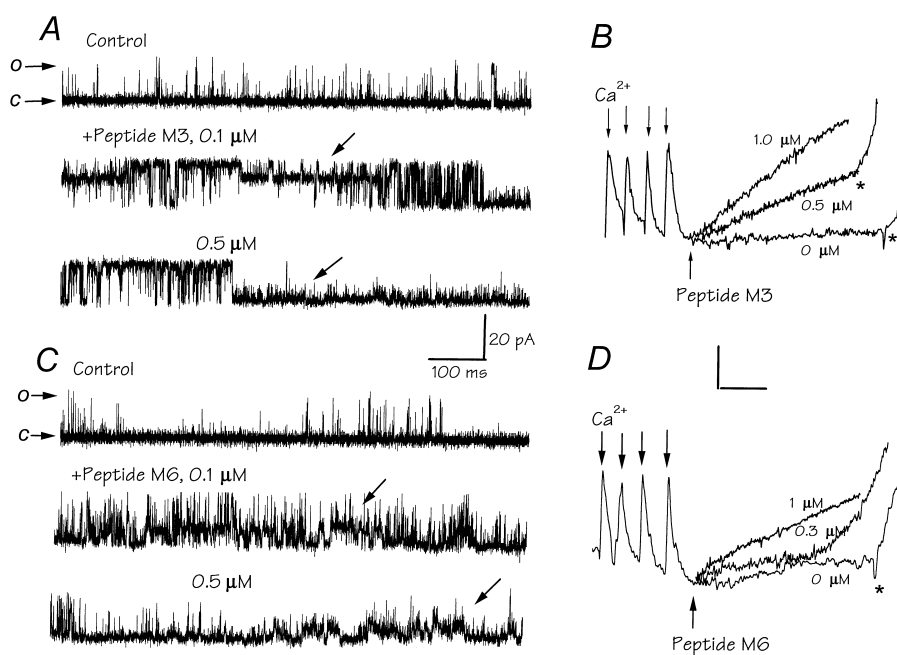 A
Control
o
c
+Peptide M3, 0.1 μM
0.5 μM
20 pA
100 ms
B
Ca2+
1.0 μM
0.5 μM
*
0 μM
*
Peptide M3
C
Control
o
c
+Peptide M6, 0.1 μM
0.5 μM
D
Ca2+
1 μM
0.3 μM
0 μM
*
Peptide M6